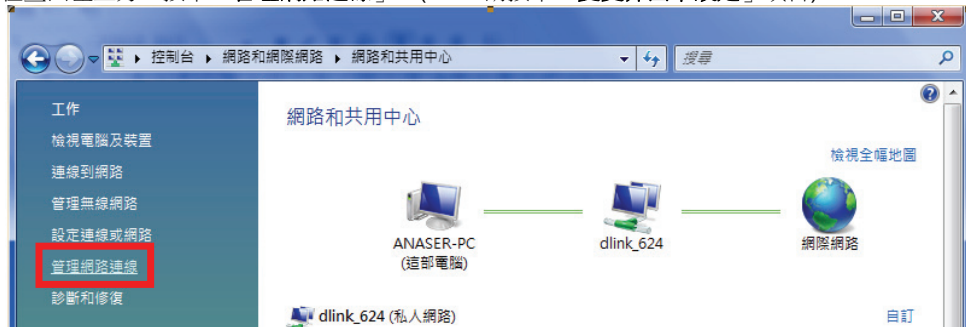 控制台 ▸ 網路和網際網路 ▸ 網路和共用中心
搜尋
工作
檢視電腦及裝置
連線到網路
管理無線網路
設定連線或網路
管理網路連線
診斷和修復
網路和共用中心
檢視全幅地圖
ANASER-PC
(這部電腦)
dlink_624
網際網路
dlink_624 (私人網路)
自訂